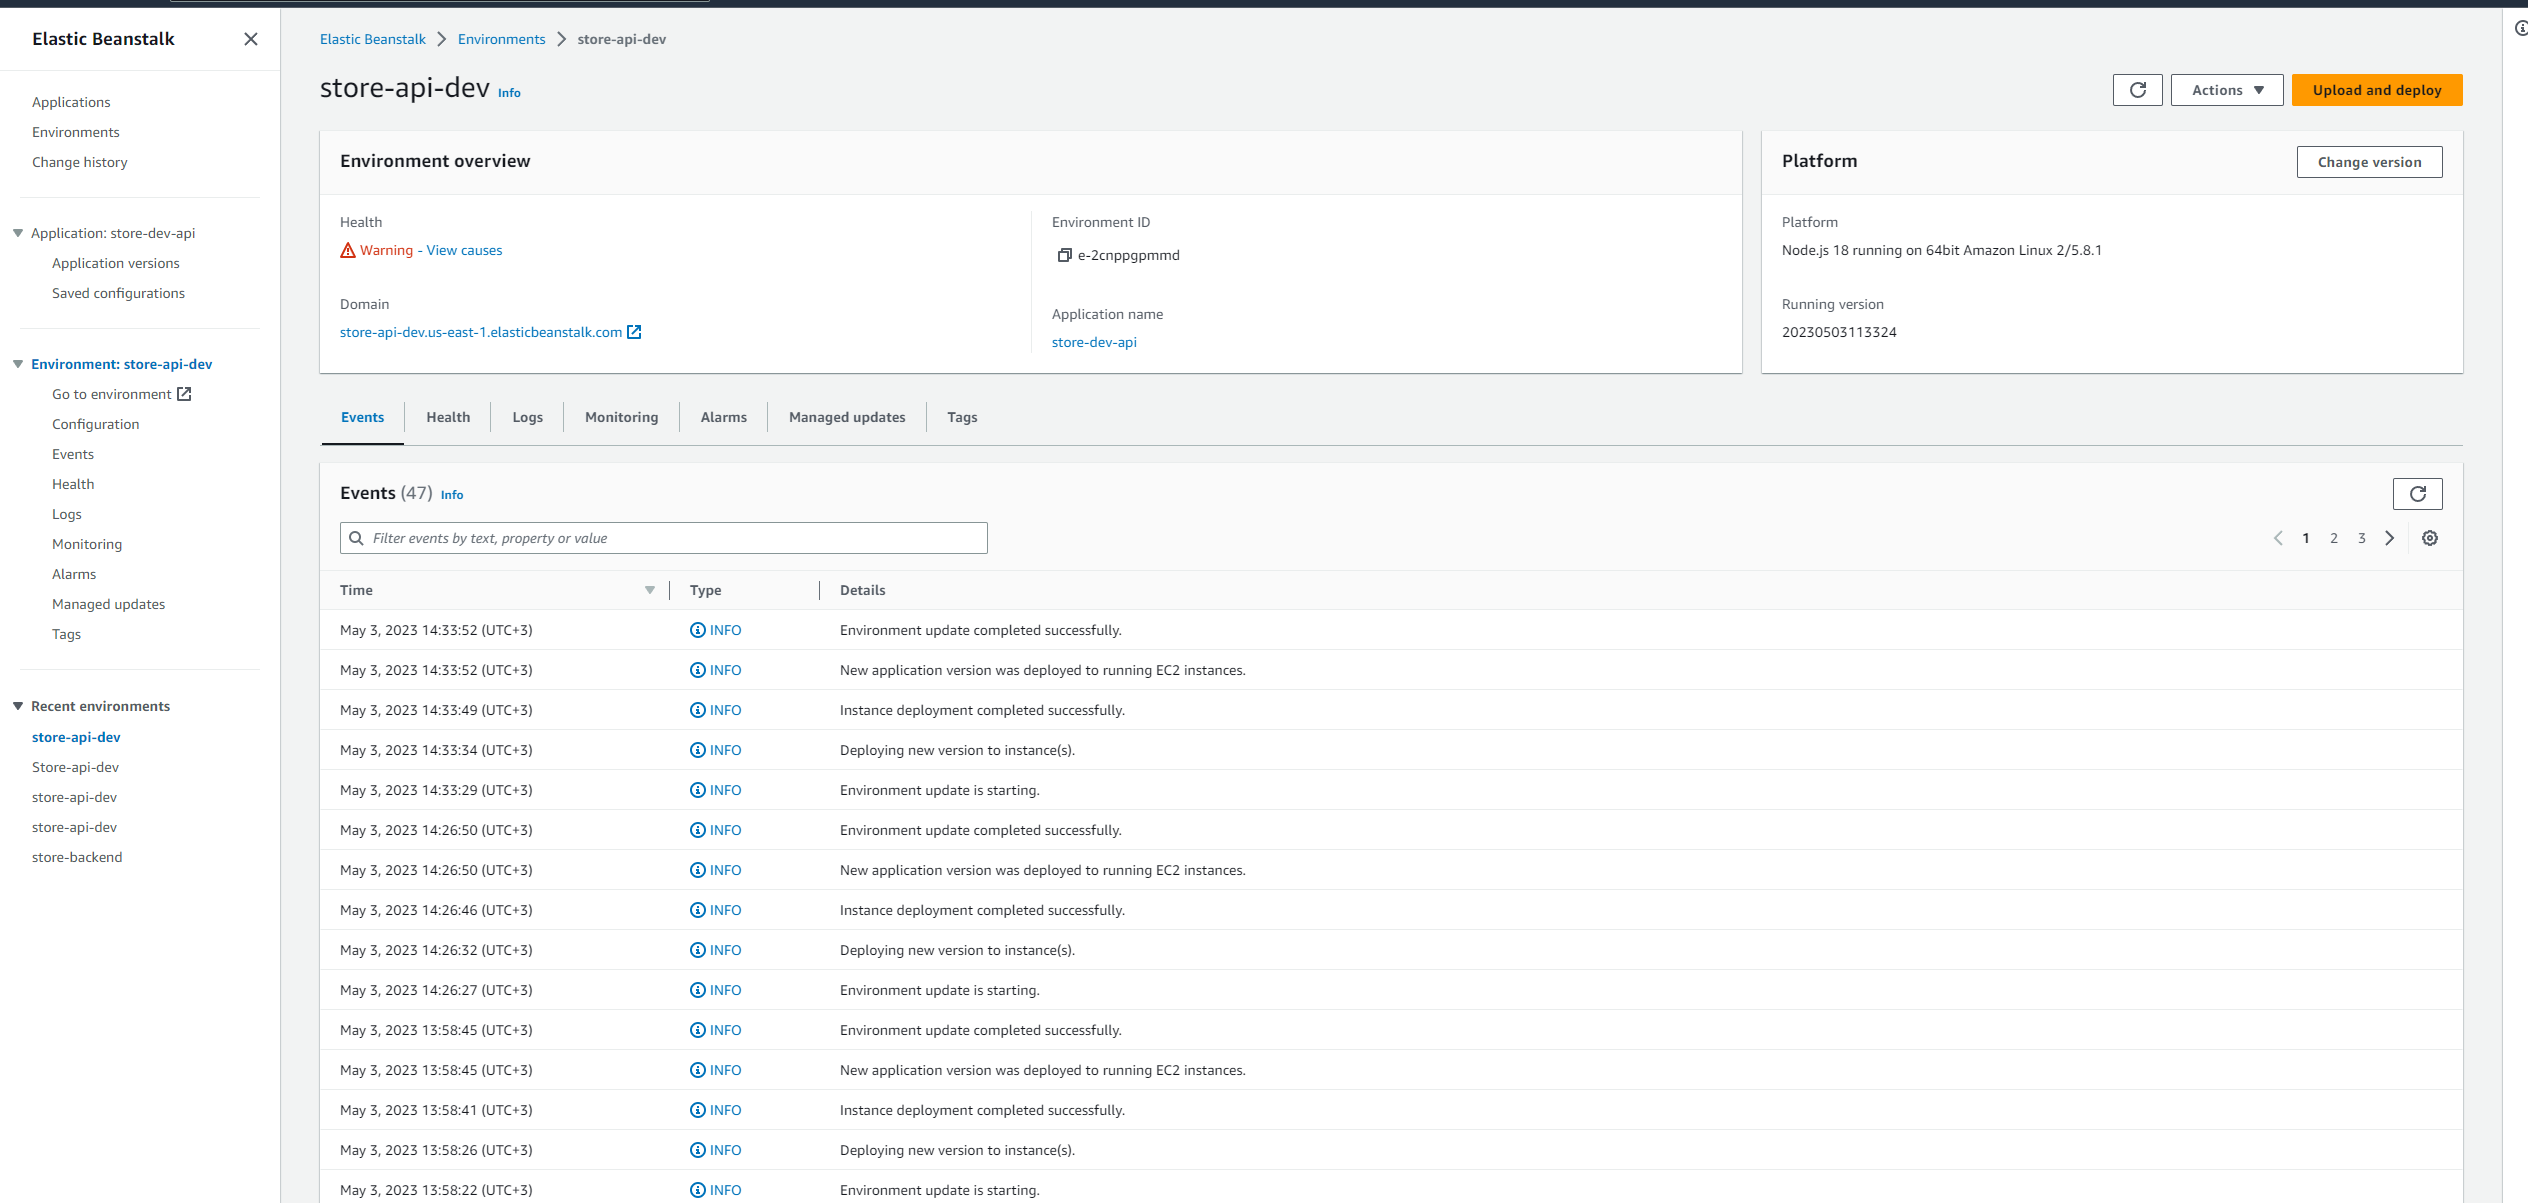 Elastic Beanstalk
Applications
Environments
Change history
Application: store-dev-api
Application versions
Saved configurations
Environment: store-api-dev
Go to environment
Configuration
Events
Health
Logs
Monitoring
Alarms
Managed updates
Tags
Recent environments
store-api-dev
Store-api-dev
store-api-dev
store-api-dev
store-backend
Elastic Beanstalk > Environments > store-api-dev
store-api-dev Info
Actions
Upload and deploy
Environment overview
Health
Warning - View causes
Domain
store-api-dev.us-east-1.elasticbeanstalk.com
Environment ID
e-2cnppgpmmd
Application name
store-dev-api
Platform
Change version
Platform
Node.js 18 running on 64bit Amazon Linux 2/5.8.1
Running version
20230503113324
Events Health Logs Monitoring Alarms Managed updates Tags
Events (47) Info
Filter events by text, property or value
1 2 3
Time Type Details
May 3, 2023 14:33:52 (UTC+3) INFO Environment update completed successfully.
May 3, 2023 14:33:52 (UTC+3) INFO New application version was deployed to running EC2 instances.
May 3, 2023 14:33:49 (UTC+3) INFO Instance deployment completed successfully.
May 3, 2023 14:33:34 (UTC+3) INFO Deploying new version to instance(s).
May 3, 2023 14:33:29 (UTC+3) INFO Environment update is starting.
May 3, 2023 14:26:50 (UTC+3) INFO Environment update completed successfully.
May 3, 2023 14:26:50 (UTC+3) INFO New application version was deployed to running EC2 instances.
May 3, 2023 14:26:46 (UTC+3) INFO Instance deployment completed successfully.
May 3, 2023 14:26:32 (UTC+3) INFO Deploying new version to instance(s).
May 3, 2023 14:26:27 (UTC+3) INFO Environment update is starting.
May 3, 2023 13:58:45 (UTC+3) INFO Environment update completed successfully.
May 3, 2023 13:58:45 (UTC+3) INFO New application version was deployed to running EC2 instances.
May 3, 2023 13:58:41 (UTC+3) INFO Instance deployment completed successfully.
May 3, 2023 13:58:26 (UTC+3) INFO Deploying new version to instance(s).
May 3, 2023 13:58:22 (UTC+3) INFO Environment update is starting.